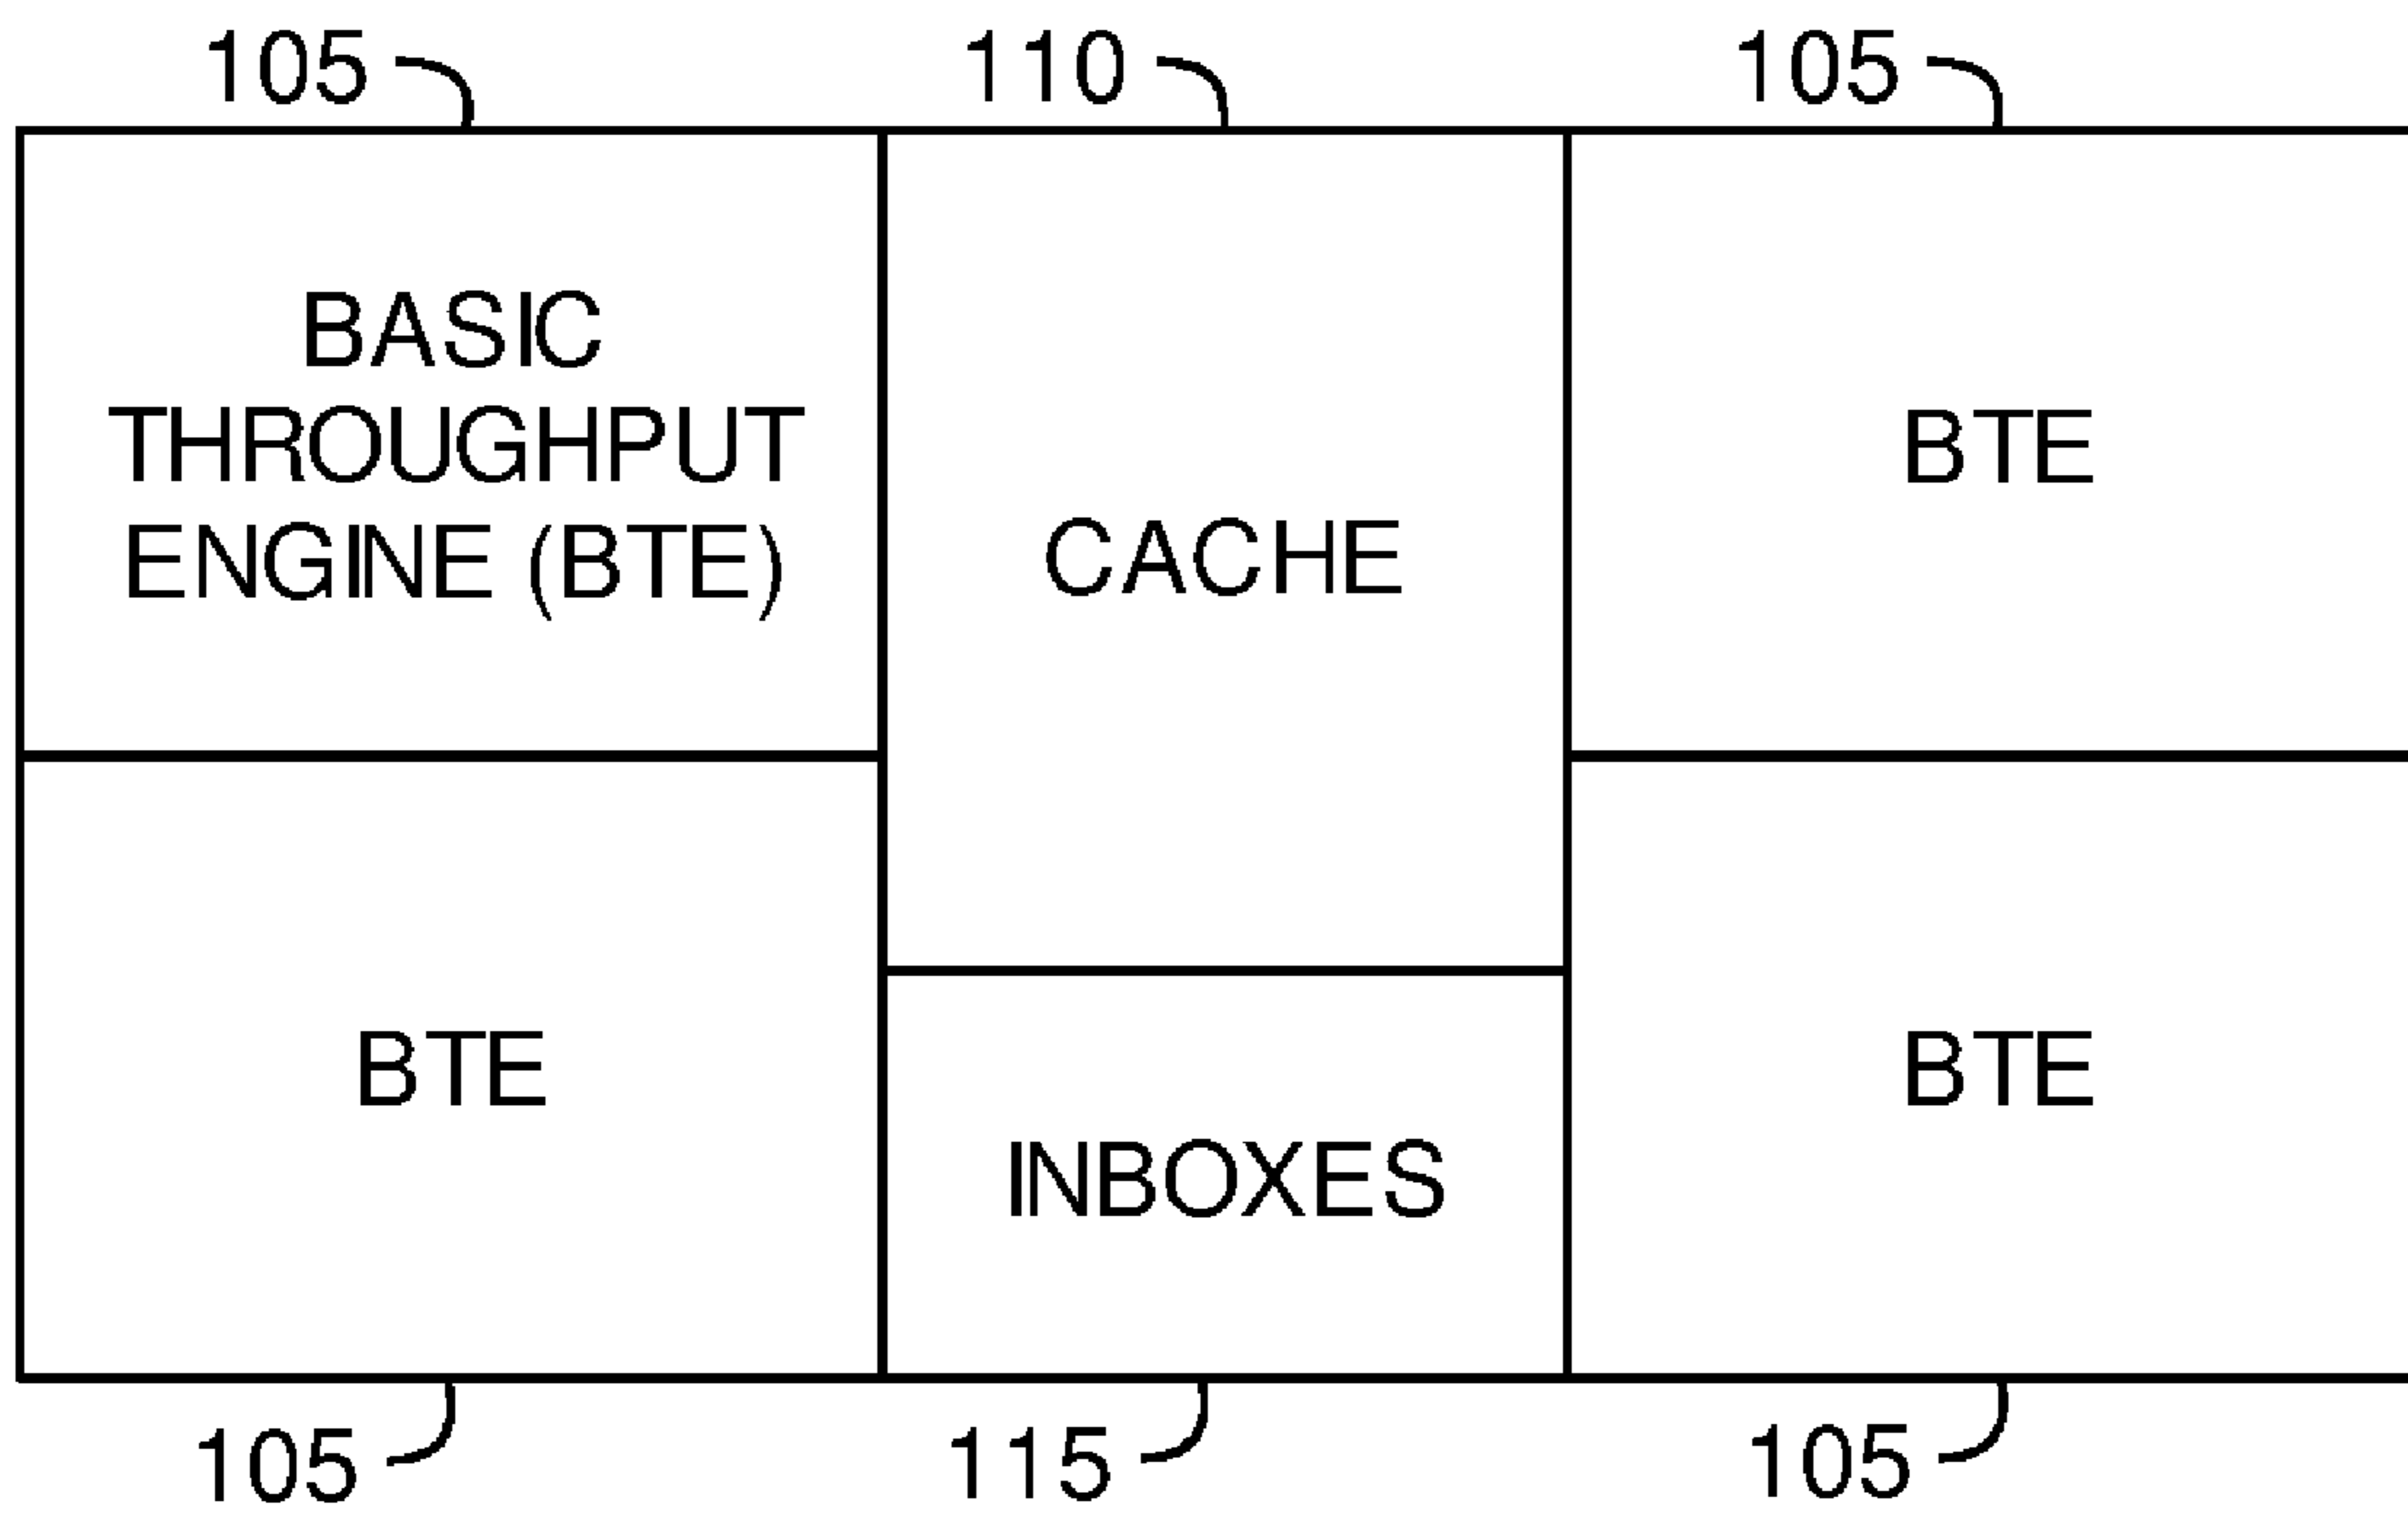 105
110
105
BASIC
THROUGHPUT
ENGINE (BTE)
CACHE
BTE
BTE
INBOXES
BTE
105
115
105